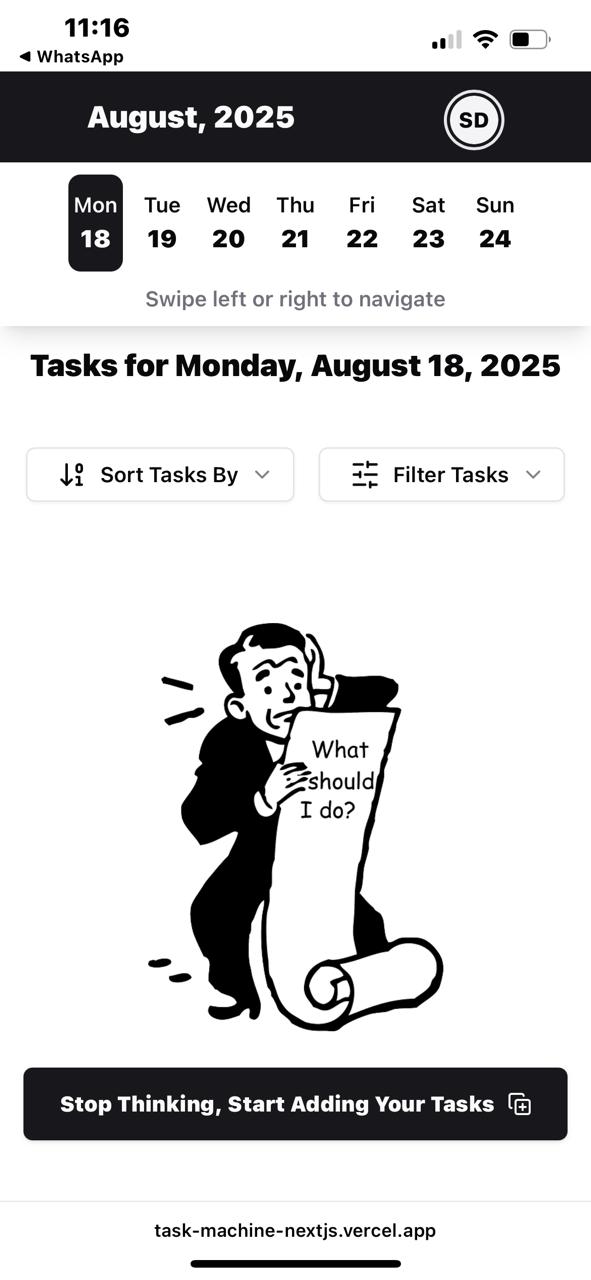 11:16
◀ WhatsApp
August, 2025
SD
Mon Tue Wed Thu Fri Sat Sun
18 19 20 21 22 23 24
Swipe left or right to navigate
Tasks for Monday, August 18, 2025
Sort Tasks By
Filter Tasks
What
should
I do?
Stop Thinking, Start Adding Your Tasks
task-machine-nextjs.vercel.app